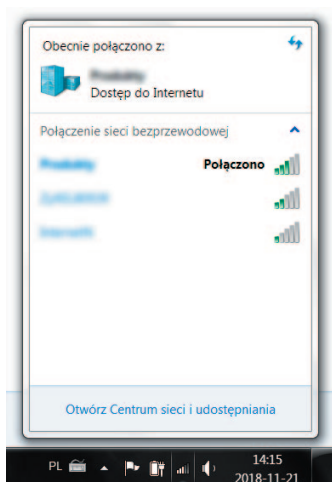 Obecnie połączono z:
Dostęp do Internetu
Połączenie sieci bezprzewodowej
Połączono
Otwórz Centrum sieci i udostępniania
PL
14:15
2018-11-21